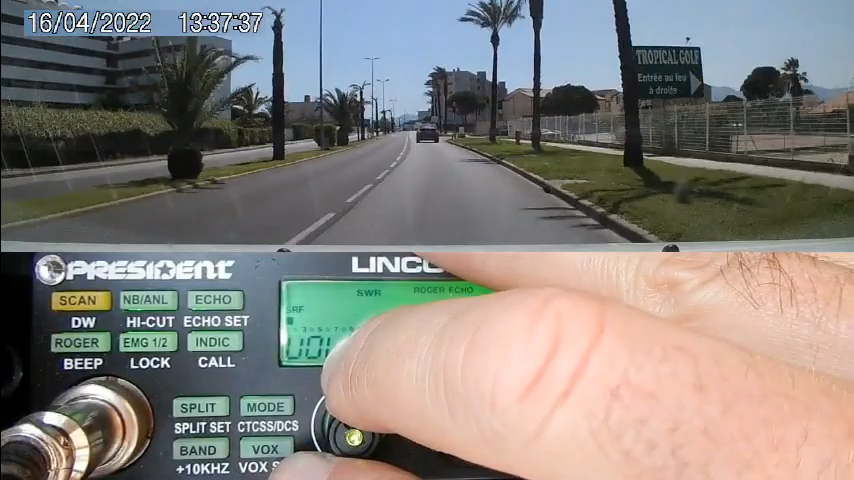 16/04/2022 13:37:37
TROPICAL GOLF
Entrée au feu
à droite
PRESIDENT
LINCO
SCAN NB/ANL ECHO
DW HI-CUT ECHO SET
ROGER EMG 1/2 INDIC
BEEP LOCK CALL
SWR ROGER ECHO
SRF
SPLIT MODE
SPLIT SET CTCSS/DCS
BAND VOX
+10KHZ VOX S